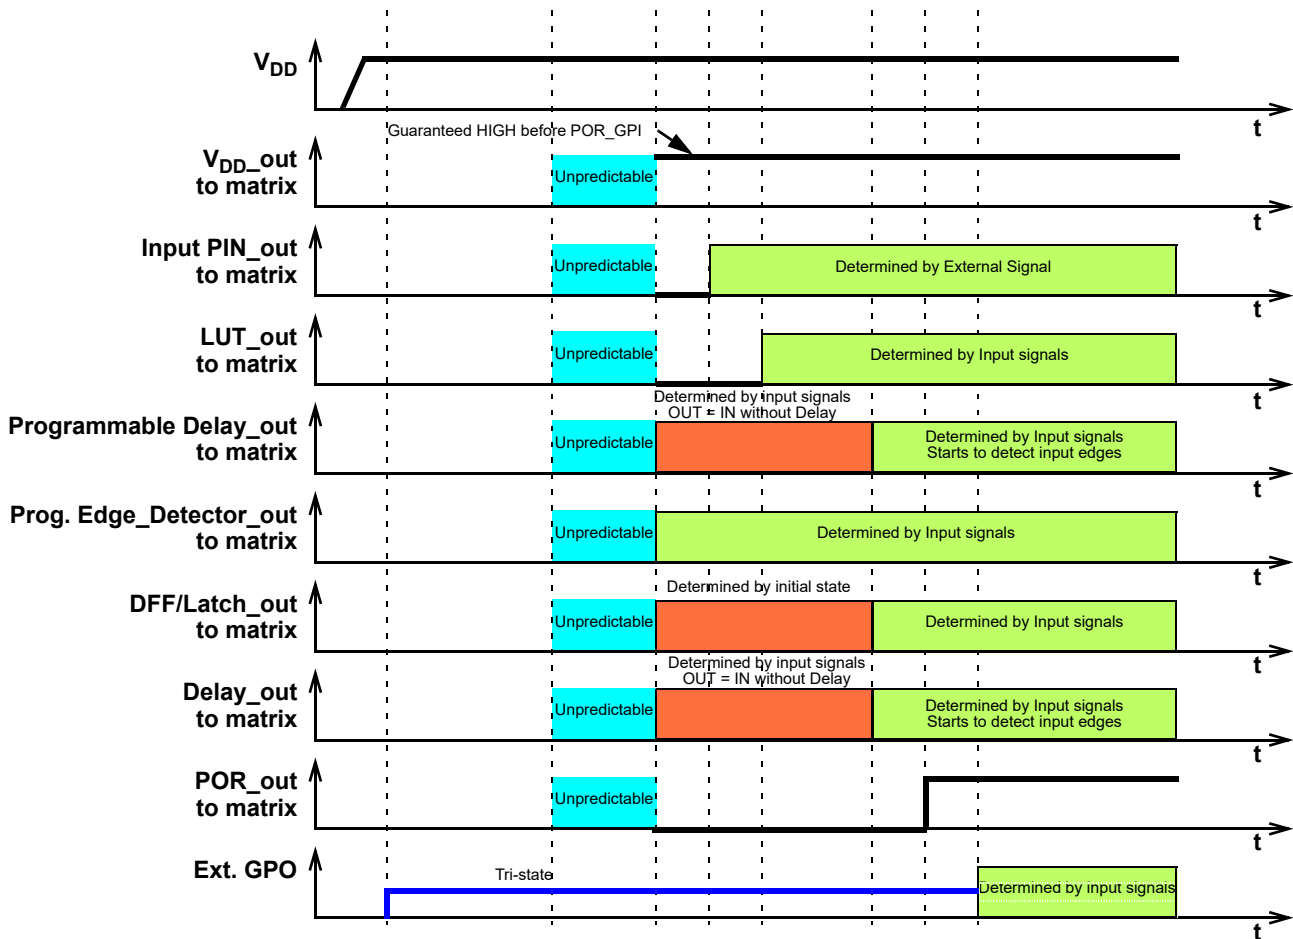 VDD
t
Guaranteed HIGH before POR_GPI
VDD_out
to matrix
Unpredictable
t
Input PIN_out
to matrix
Unpredictable
Determined by External Signal
t
LUT_out
to matrix
Unpredictable
Determined by Input signals
t
Determined by input signals
OUT = IN without Delay
Programmable Delay_out
to matrix
Unpredictable
Determined by Input signals
Starts to detect input edges
t
Prog. Edge_Detector_out
to matrix
Unpredictable
Determined by Input signals
t
Determined by initial state
DFF/Latch_out
to matrix
Unpredictable
Determined by Input signals
t
Determined by input signals
OUT = IN without Delay
Delay_out
to matrix
Unpredictable
Determined by Input signals
Starts to detect input edges
t
POR_out
to matrix
Unpredictable
t
Ext. GPO
Tri-state
Determined by input signals
t